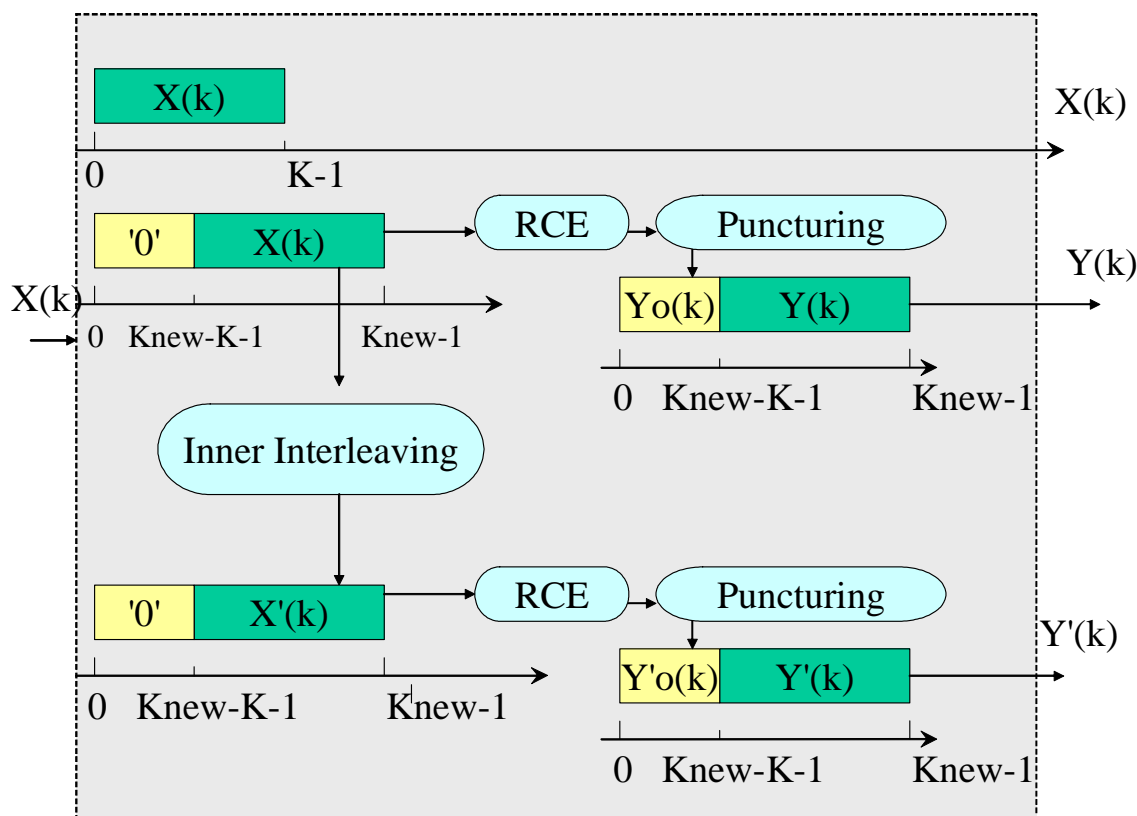 X(k)
X(k)
0 K-1
RCE Puncturing
'0' X(k)
Y(k)
X(k)
Yo(k) Y(k)
0 Knew-K-1 Knew-1
0 Knew-K-1 Knew-1
Inner Interleaving
RCE Puncturing
'0' X'(k)
Y'(k)
Y'o(k) Y'(k)
0 Knew-K-1 Knew-1
0 Knew-K-1 Knew-1